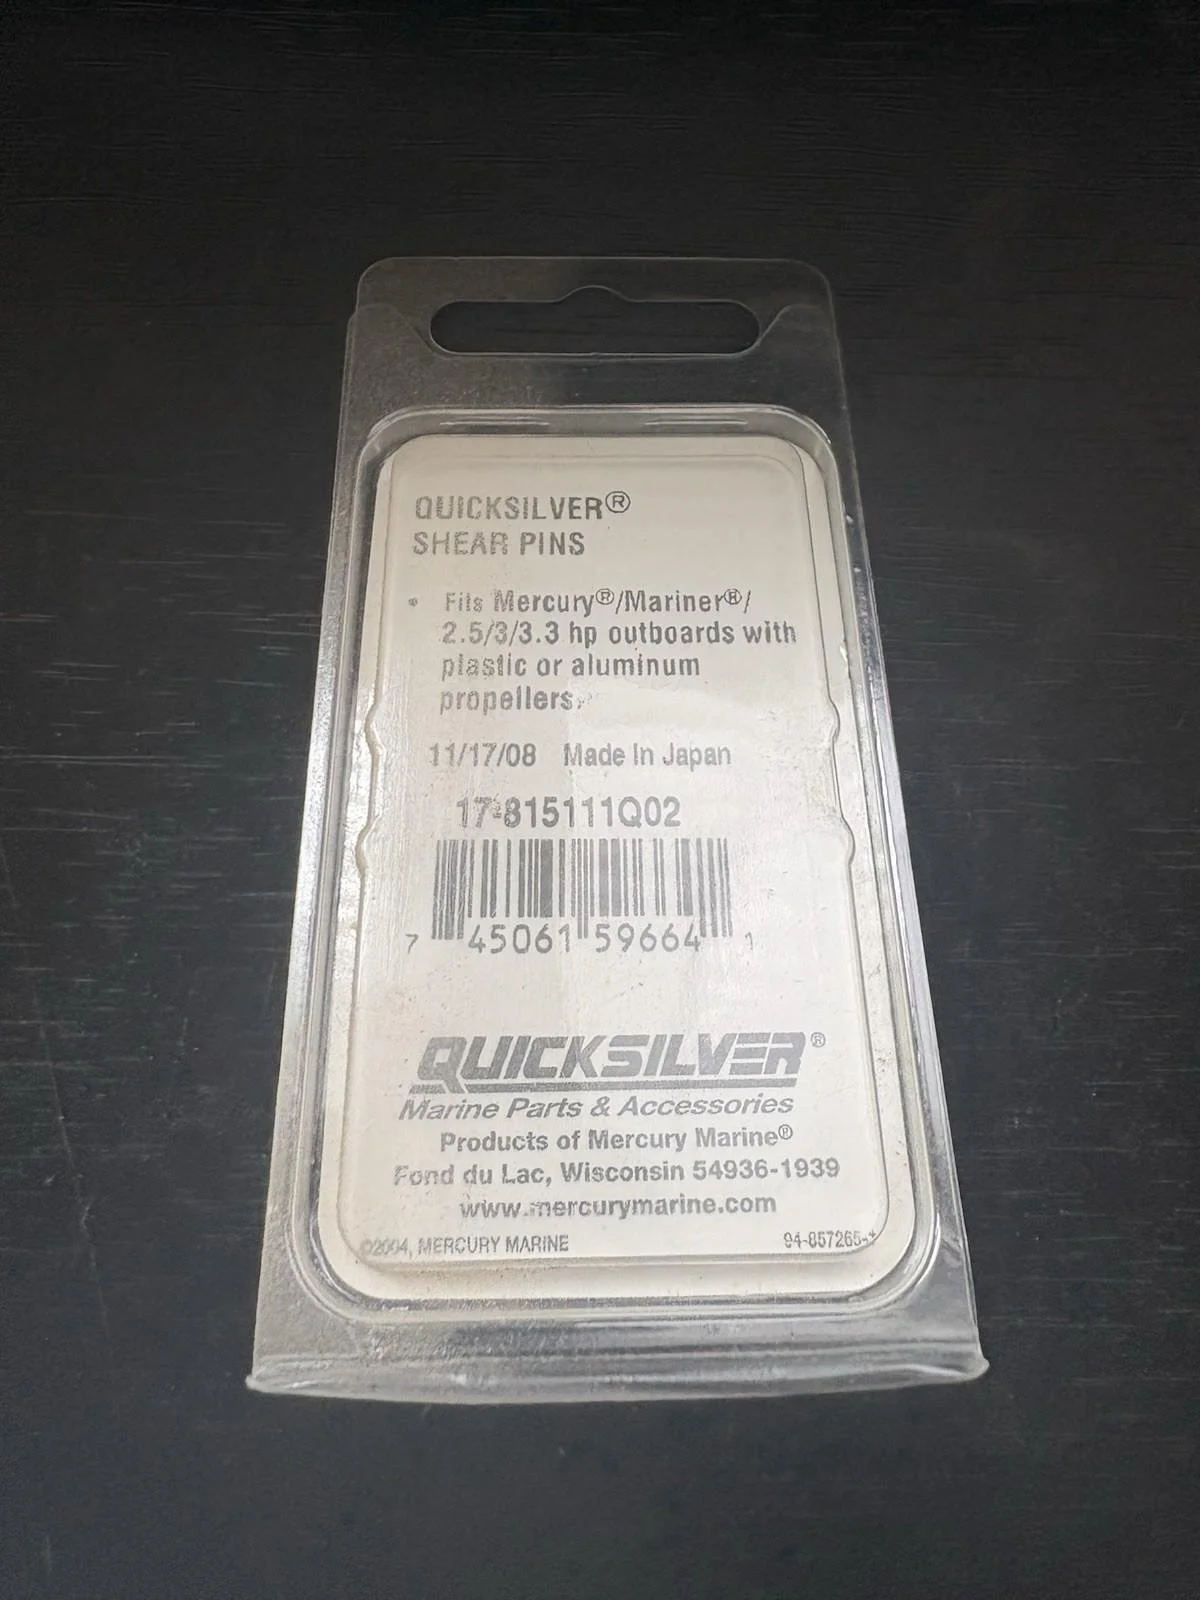 QUICKSILVER®
SHEAR PINS
• Fits Mercury®/Mariner®/
2.5/3/3.3 hp outboards with
plastic or aluminum
propellers.
11/17/08 Made In Japan
17-815111Q02
7 45061 59664 1
QUICKSILVER®
Marine Parts & Accessories
Products of Mercury Marine®
Fond du Lac, Wisconsin 54936-1939
www.mercurymarine.com
©2004, MERCURY MARINE